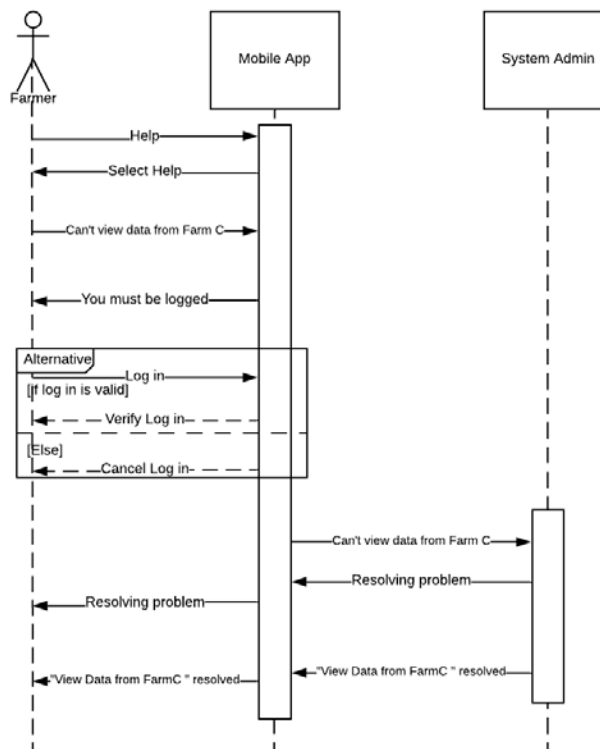 Mobile App
System Admin
Farmer
Help
Select Help
Can't view data from Farm C
You must be logged
Alternative
Log in
[if log in is valid]
Verify Log in
[Else]
Cancel Log in
Can't view data from Farm C
Resolving problem
Resolving problem
"View Data from FarmC " resolved
"View Data from FarmC " resolved